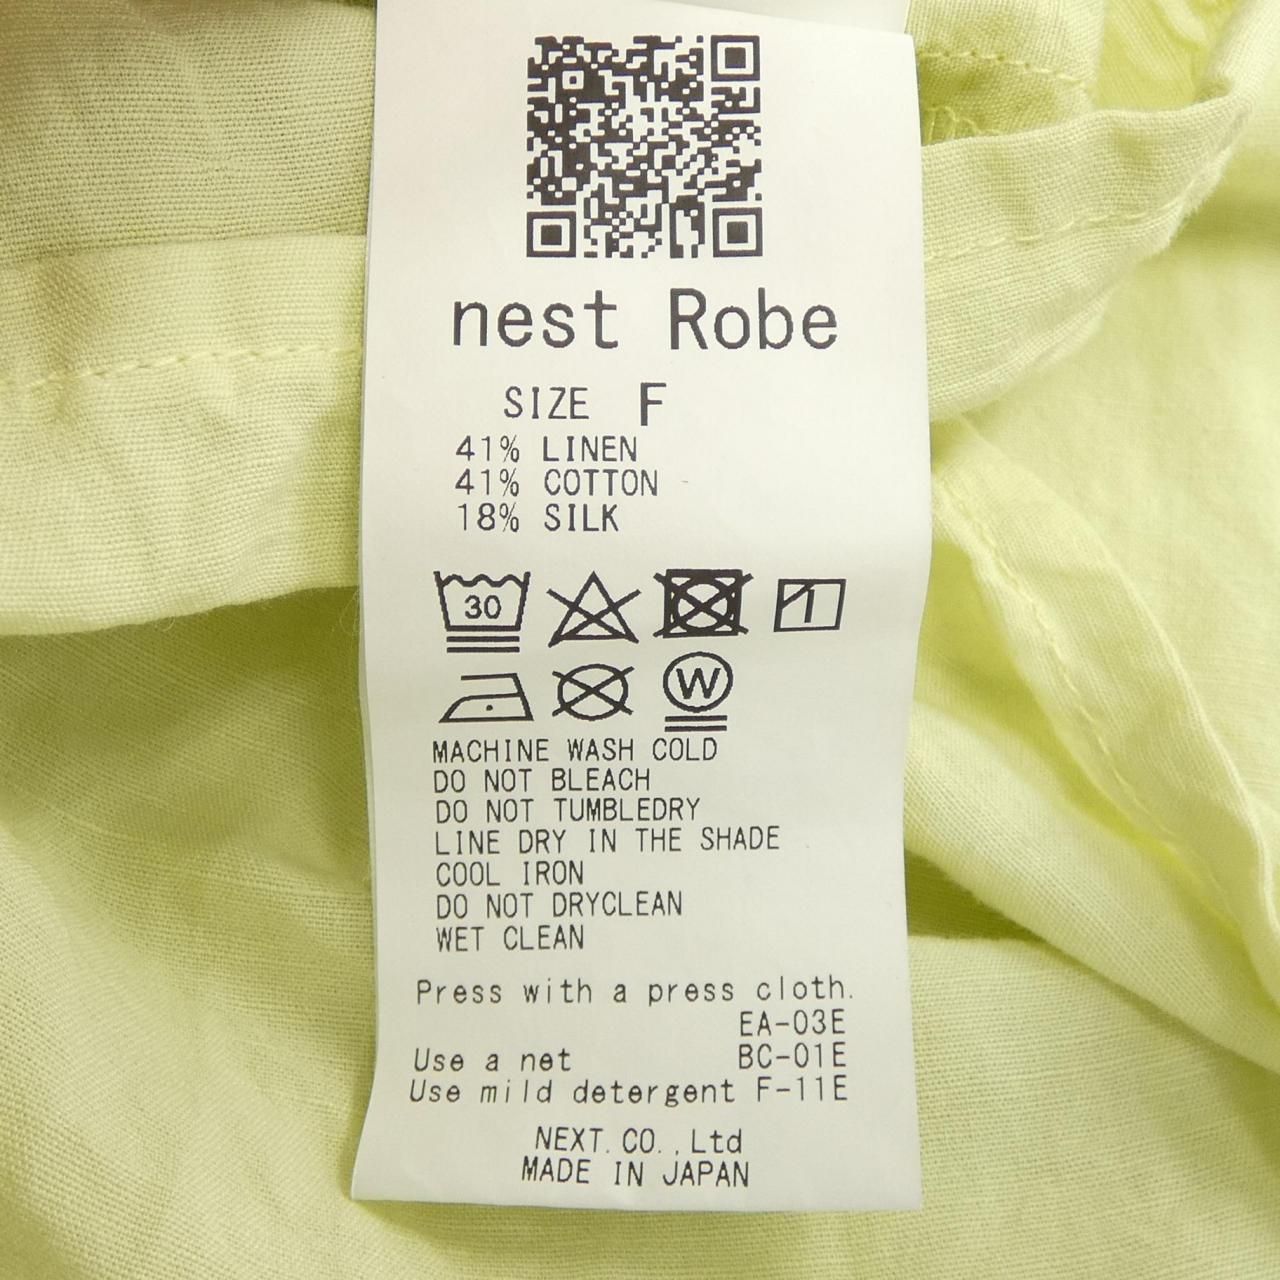 nest Robe
SIZE F
41% LINEN
41% COTTON
18% SILK
30
W
MACHINE WASH COLD
DO NOT BLEACH
DO NOT TUMBLEDRY
LINE DRY IN THE SHADE
COOL IRON
DO NOT DRYCLEAN
WET CLEAN
Press with a press cloth.
EA-03E
Use a net BC-01E
Use mild detergent F-11E
NEXT.CO.,Ltd
MADE IN JAPAN